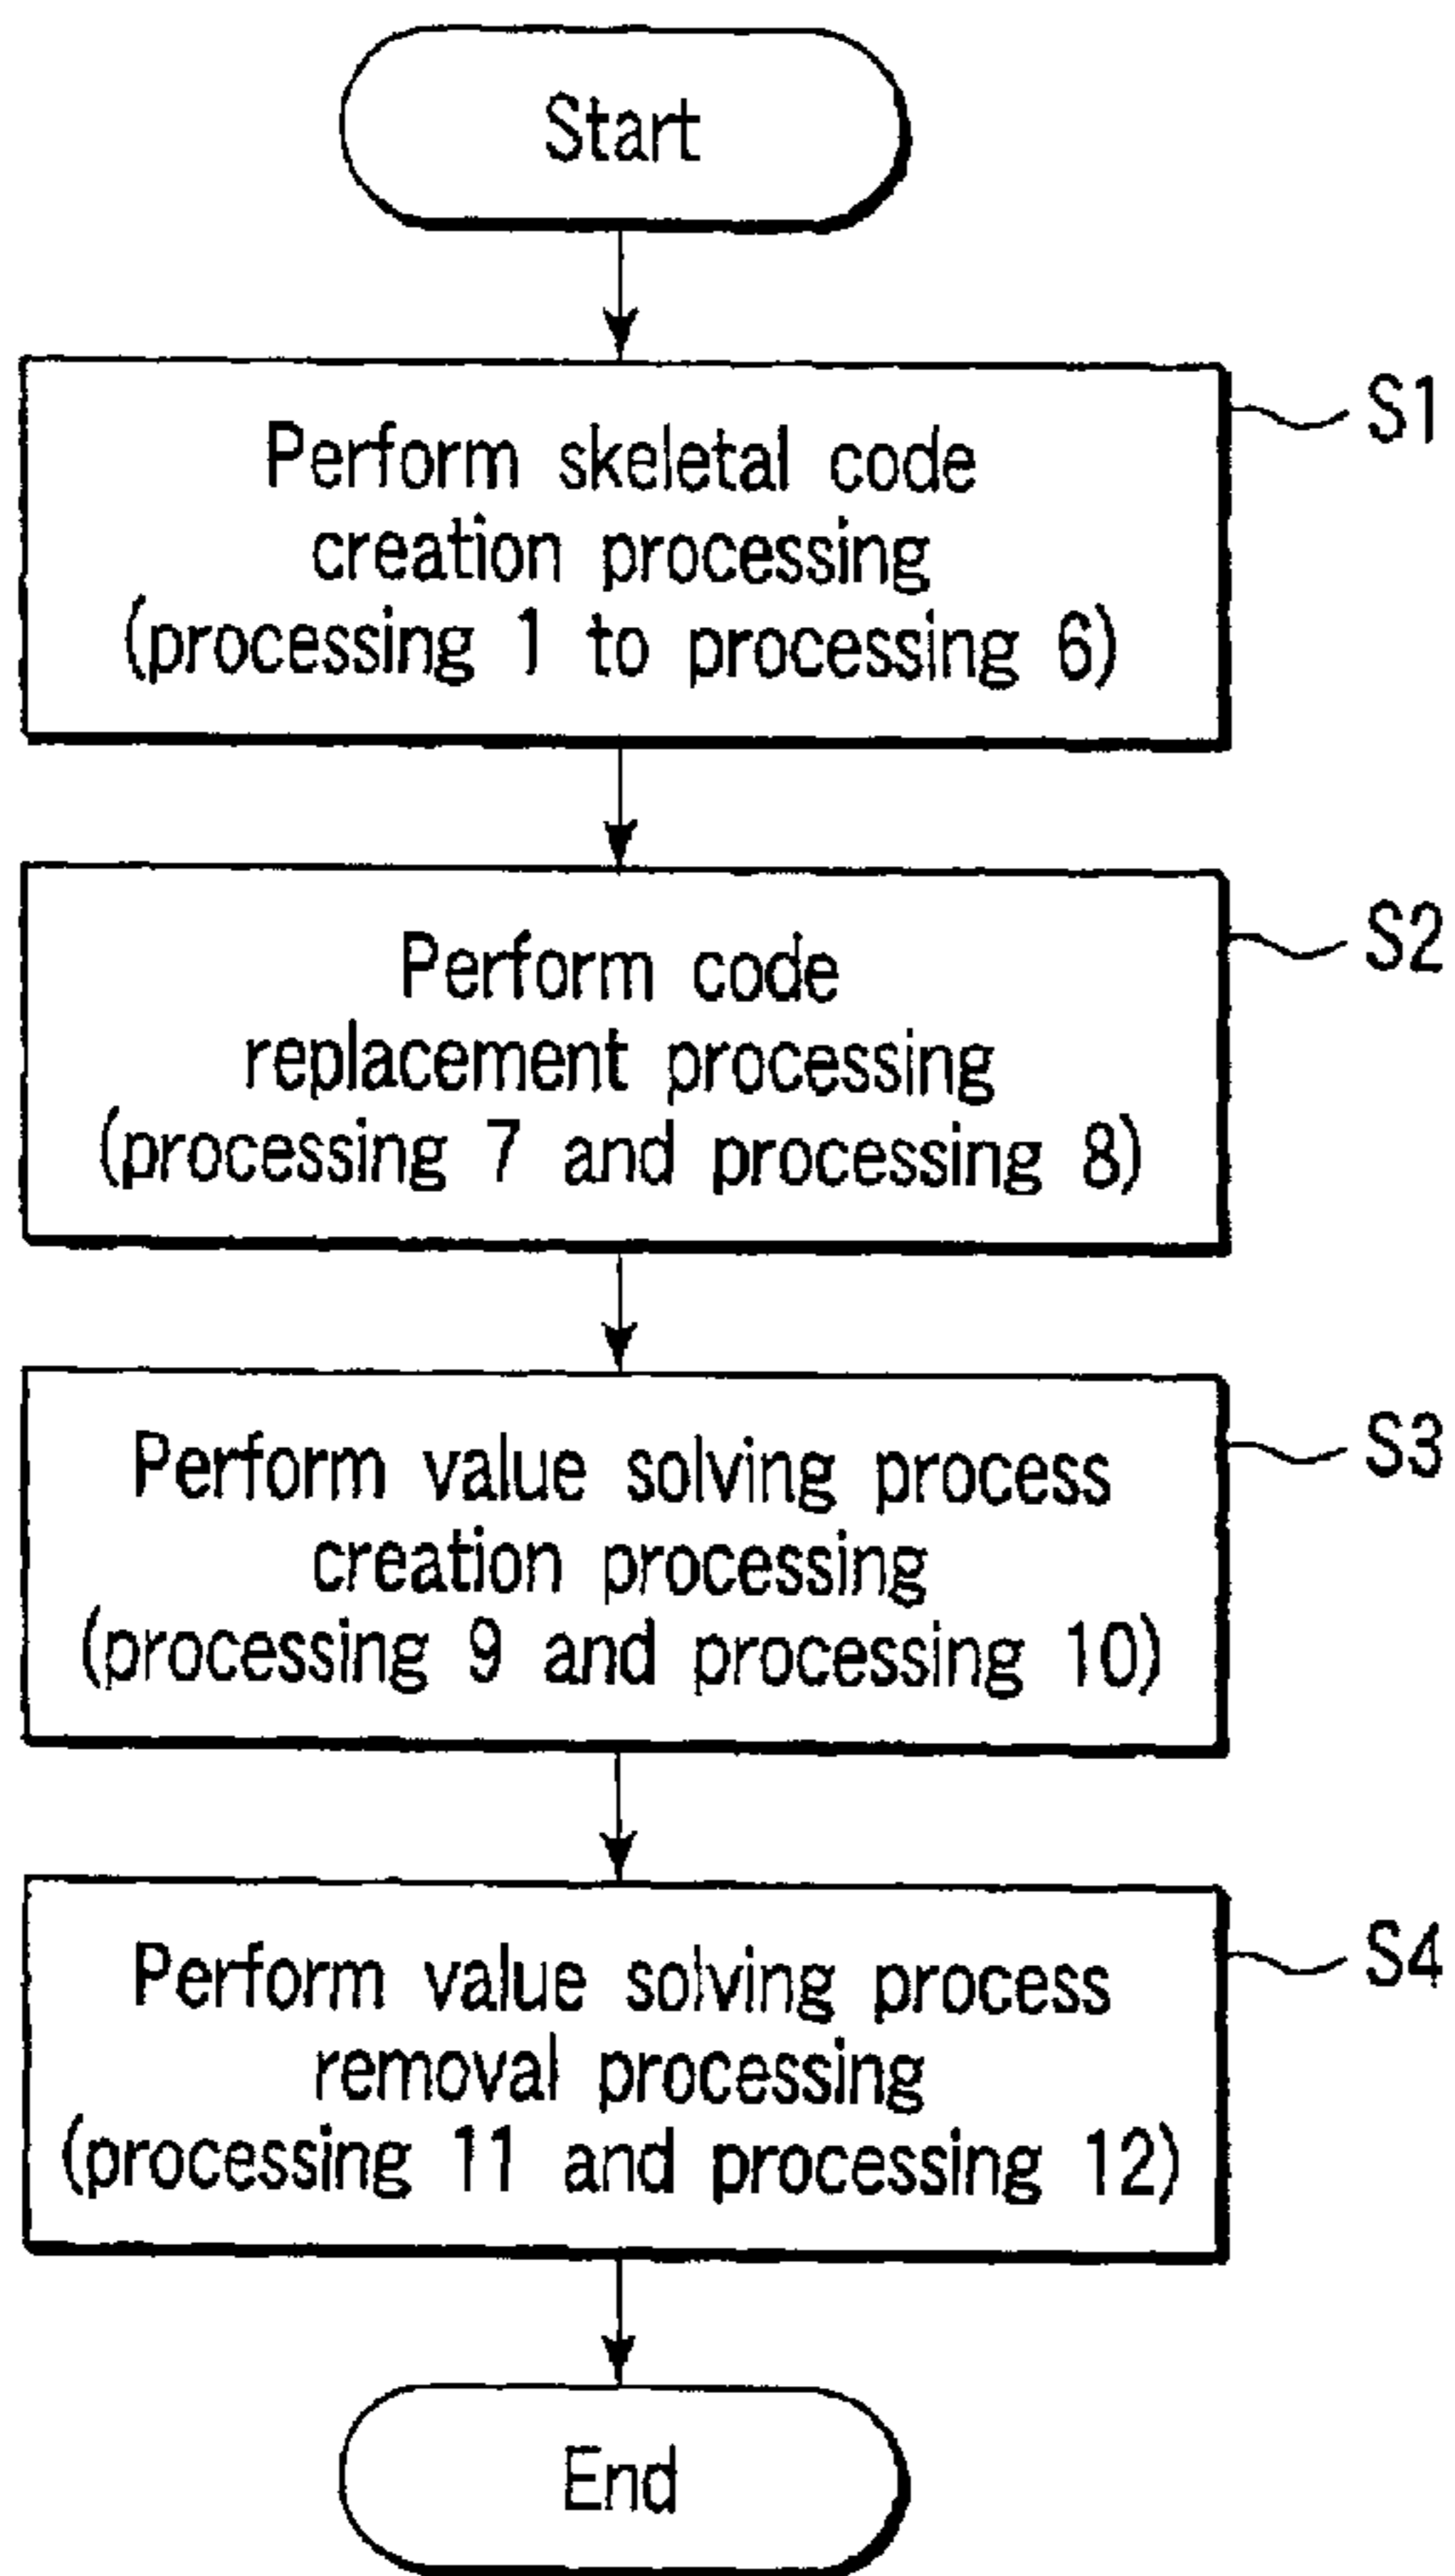 Start
S1
Perform skeletal code
creation processing
(processing 1 to processing 6)
S2
Perform code
replacement processing
(processing 7 and processing 8)
S3
Perform value solving process
creation processing
(processing 9 and processing 10)
S4
Perform value solving process
removal processing
(processing 11 and processing 12)
End